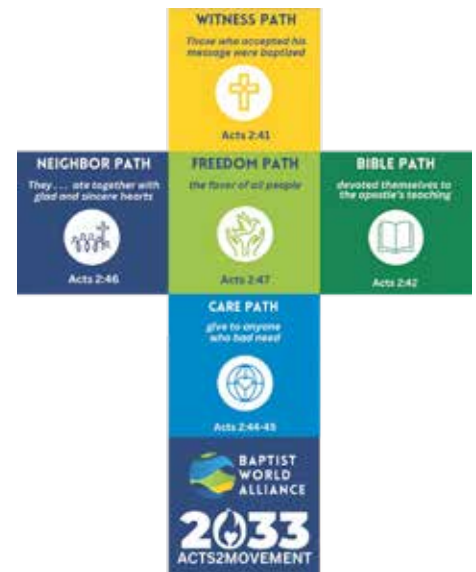 WITNESS PATH
Those who accepted his
message were baptized
Acts 2:41
NEIGHBOR PATH
They . . . ate together with
glad and sincere hearts
Acts 2:46
FREEDOM PATH
the favor of all people
Acts 2:47
BIBLE PATH
devoted themselves to
the apostle's teaching
Acts 2:42
CARE PATH
give to anyone
who had need
Acts 2:44-45
BAPTIST
WORLD
ALLIANCE
2033
ACTS2MOVEMENT